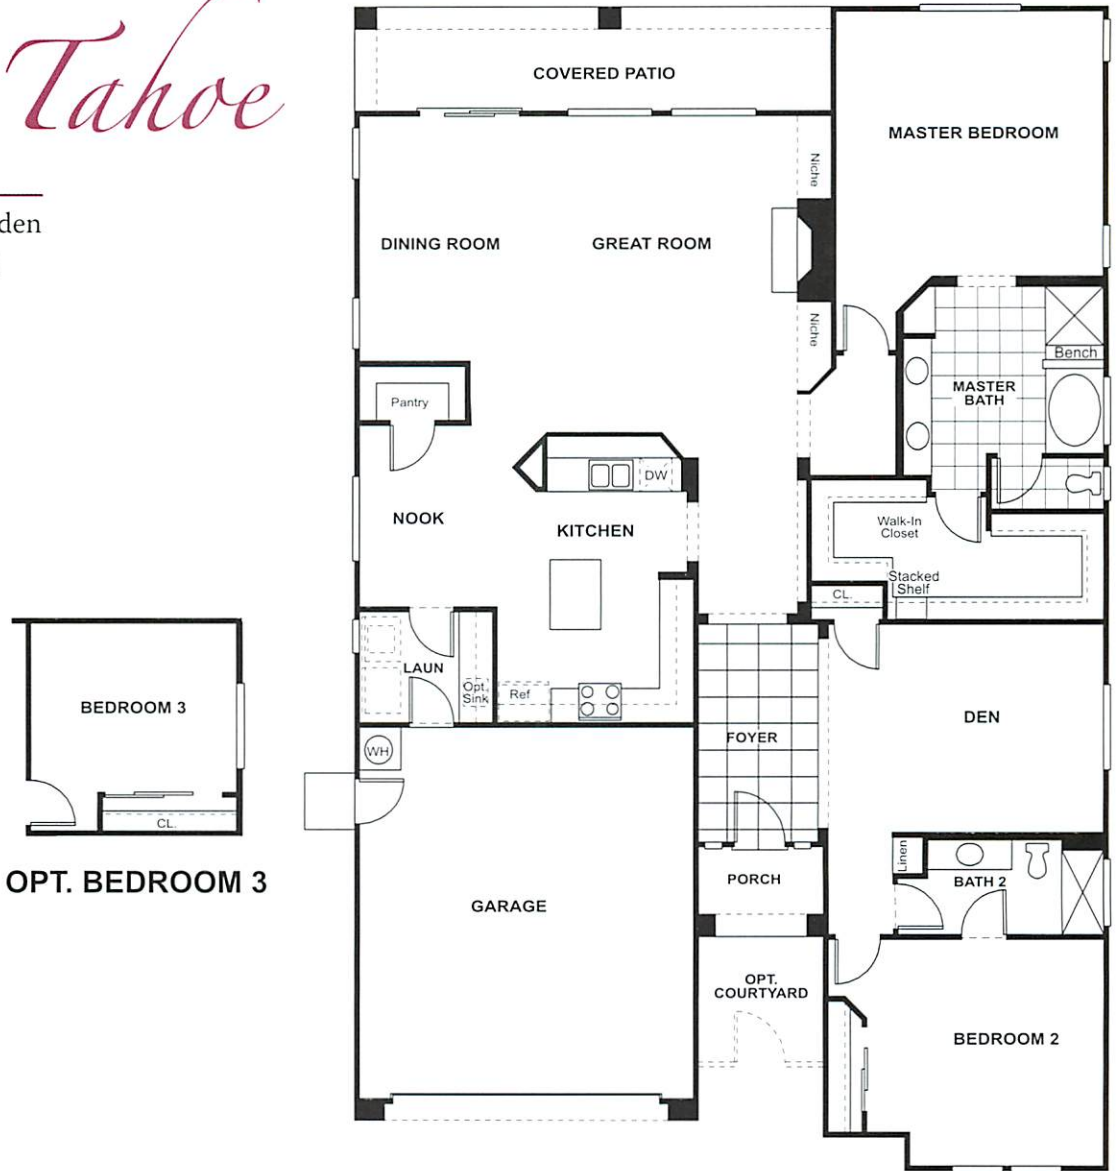 Tahoe
den
COVERED PATIO
MASTER BEDROOM
Niche
DINING ROOM
GREAT ROOM
Niche
Bench
MASTER
BATH
Pantry
DW
NOOK
KITCHEN
Walk-In
Closet
Stacked
Shelf
CL.
LAUN
Opt.
Sink
Ref
BEDROOM 3
CL.
OPT. BEDROOM 3
WH
FOYER
DEN
Linen
BATH 2
PORCH
GARAGE
OPT.
COURTYARD
BEDROOM 2